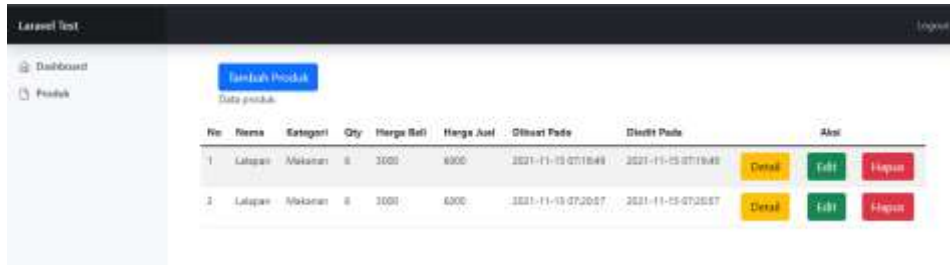 Laravel Test
Logout
Dashboard
Produk
Tambah Produk
Data produk
No Nama Kategori Qty Harga Beli Harga Jual Dibuat Pada Diedit Pada Aksi
1 Lalapan Makanan 6 3000 6000 2021-11-15 07:19:49 2021-11-15 07:19:49 Detail Edit Hapus
2 Lalapan Makanan 6 3000 6000 2021-11-15 07:20:57 2021-11-15 07:20:57 Detail Edit Hapus